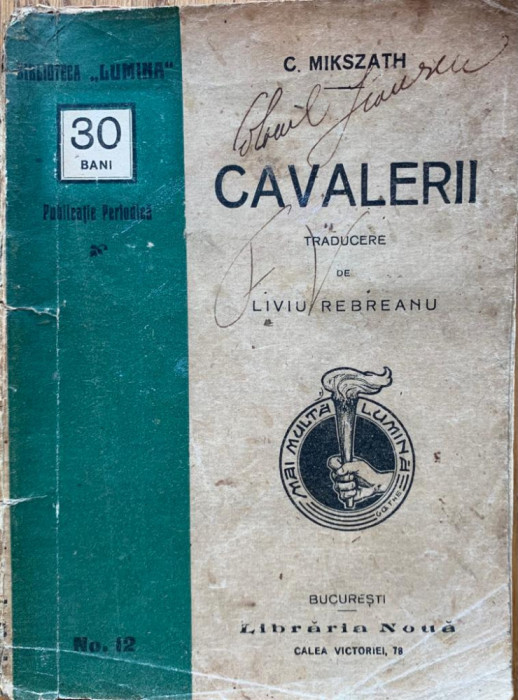 BIBLIOTECA „LUMINA"
30
BANI
Publicație Periodică
No. 12
C. MIKSZATH
CAVALERII
TRADUCERE
DE
LIVIU REBREANU
MAI MULTĂ LUMINĂ
GŒTHE
BUCUREȘTI
Librăria Nouă
CALEA VICTORIEI, 78